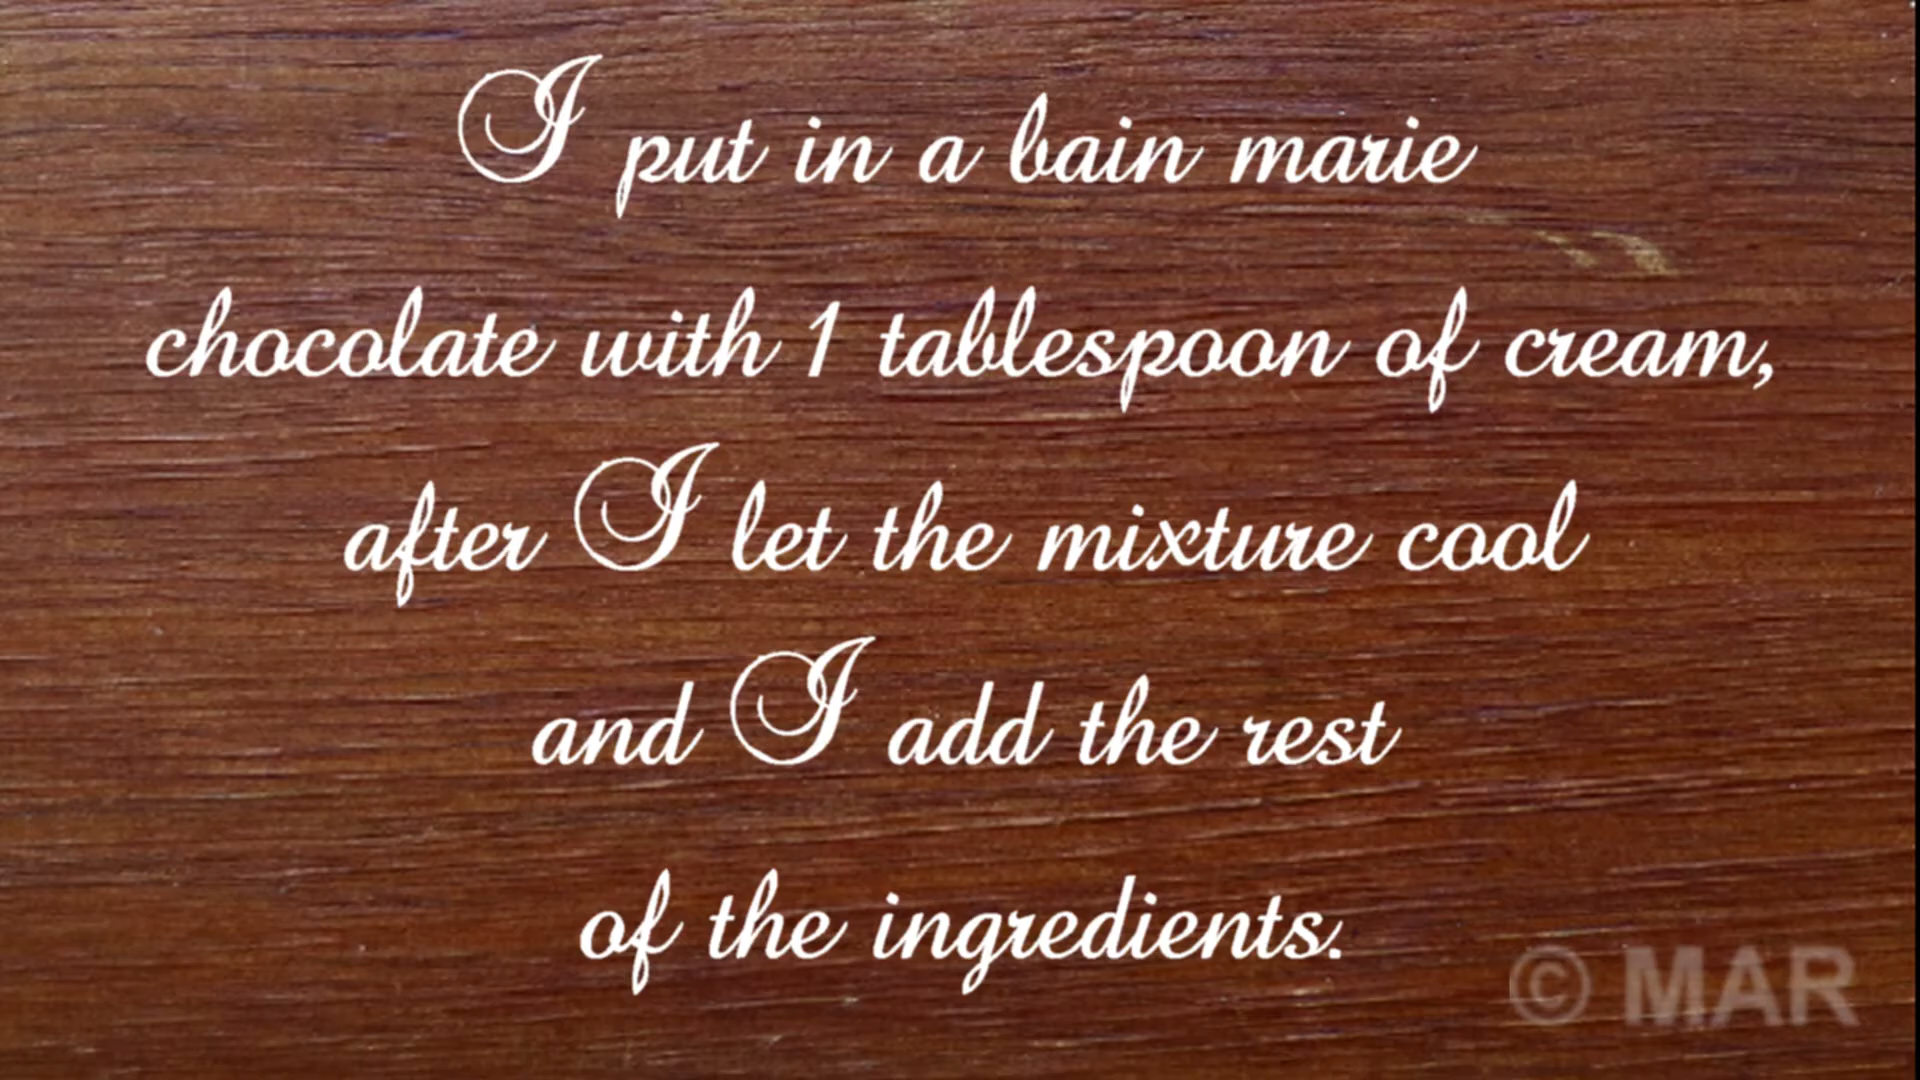 I put in a bain marie
chocolate with 1 tablespoon of cream,
after I let the mixture cool
and I add the rest
of the ingredients.
© MAR